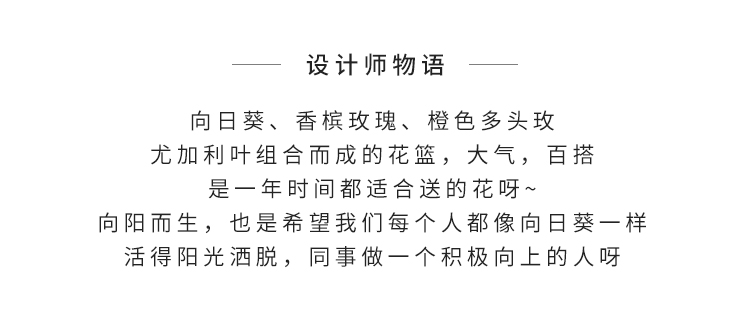 设计师物语
向日葵、香槟玫瑰、橙色多头玫
尤加利叶组合而成的花篮，大气，百搭
是一年时间都适合送的花呀~
向阳而生，也是希望我们每个人都像向日葵一样
活得阳光洒脱，同事做一个积极向上的人呀